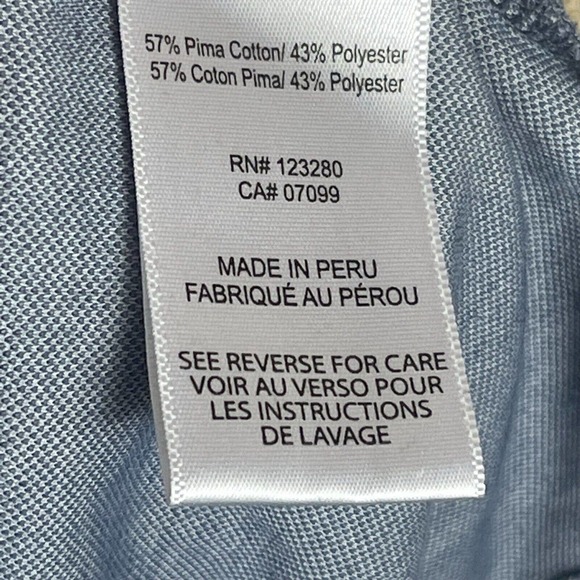 57% Pima Cotton/ 43% Polyester
57% Coton Pima/ 43% Polyester
RN# 123280
CA# 07099
MADE IN PERU
FABRIQUÉ AU PÉROU
SEE REVERSE FOR CARE
VOIR AU VERSO POUR
LES INSTRUCTIONS
DE LAVAGE